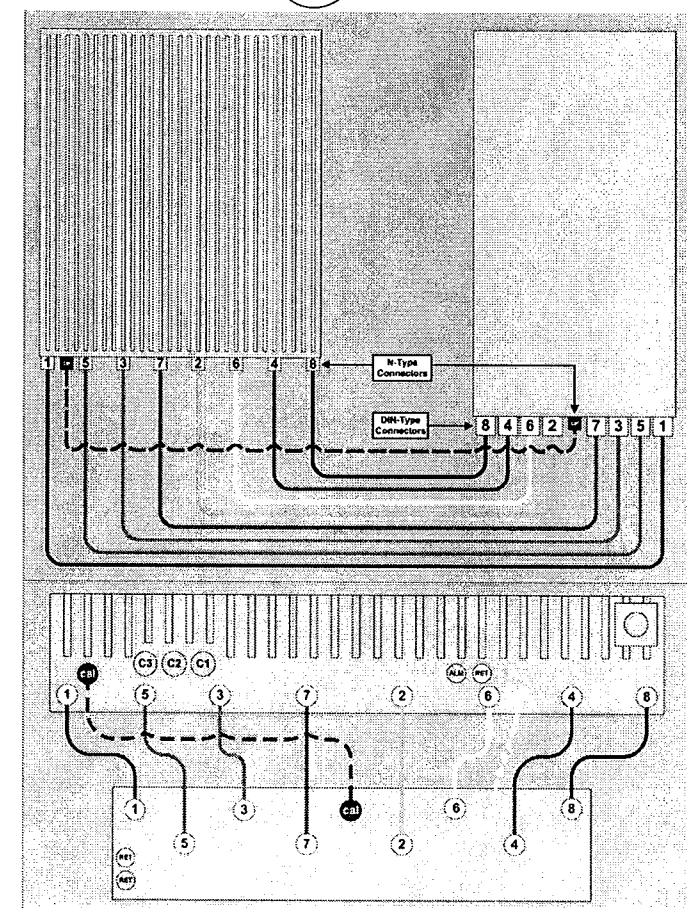 1 5 3 7 2 6 4 8
N-Type
Connectors
DIN-Type
Connectors
8 4 6 2 7 3 5 1
C3 C2 C1
cal
ALM RET
1 5 3 7 2 6 4 8
1 3 cal 6 8
5 7 2 4
RET
RET